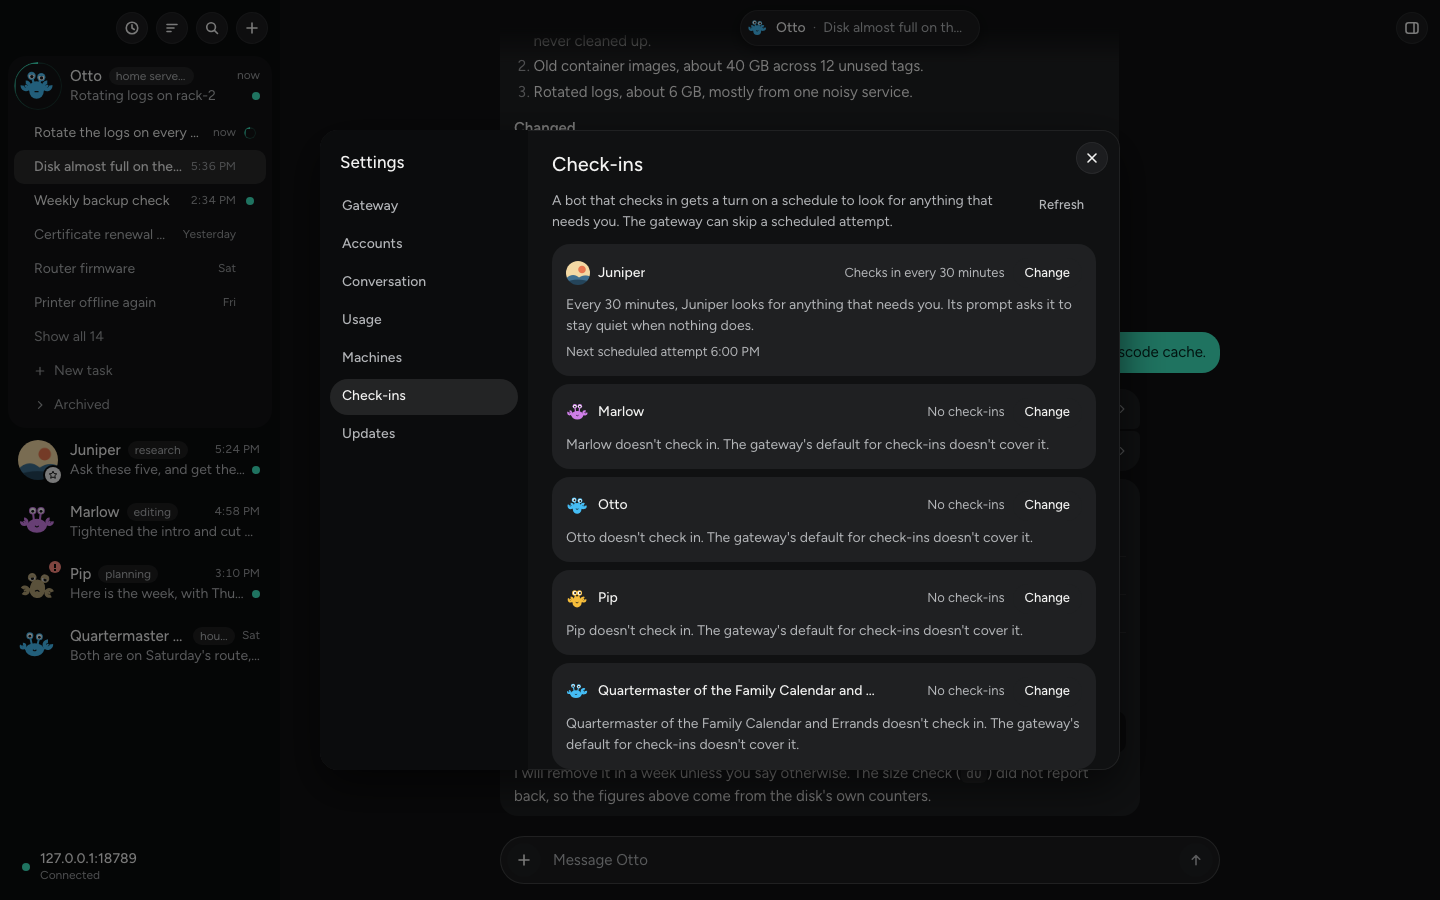 Otto · Disk almost full on th...
Otto home serve... now
Rotating logs on rack-2
Rotate the logs on every ... now
Disk almost full on the... 5:36 PM
Weekly backup check 2:34 PM
Certificate renewal ... Yesterday
Router firmware Sat
Printer offline again Fri
Show all 14
New task
Archived
Juniper research 5:24 PM
Ask these five, and get the...
Marlow editing 4:58 PM
Tightened the intro and cut ...
Pip planning 3:10 PM
Here is the week, with Thu...
Quartermaster ... hou... Sat
Both are on Saturday's route,...
127.0.0.1:18789
Connected
never cleaned up.
2. Old container images, about 40 GB across 12 unused tags.
3. Rotated logs, about 6 GB, mostly from one noisy service.
Changed
scode cache.
Settings
Gateway
Accounts
Conversation
Usage
Machines
Check-ins
Updates
Check-ins
A bot that checks in gets a turn on a schedule to look for anything that
needs you. The gateway can skip a scheduled attempt.
Refresh
Juniper Checks in every 30 minutes Change
Every 30 minutes, Juniper looks for anything that needs you. Its prompt asks it to
stay quiet when nothing does.
Next scheduled attempt 6:00 PM
Marlow No check-ins Change
Marlow doesn't check in. The gateway's default for check-ins doesn't cover it.
Otto No check-ins Change
Otto doesn't check in. The gateway's default for check-ins doesn't cover it.
Pip No check-ins Change
Pip doesn't check in. The gateway's default for check-ins doesn't cover it.
Quartermaster of the Family Calendar and ... No check-ins Change
Quartermaster of the Family Calendar and Errands doesn't check in. The gateway's
default for check-ins doesn't cover it.
I will remove it in a week unless you say otherwise. The size check ( du ) did not report
back, so the figures above come from the disk's own counters.
Message Otto